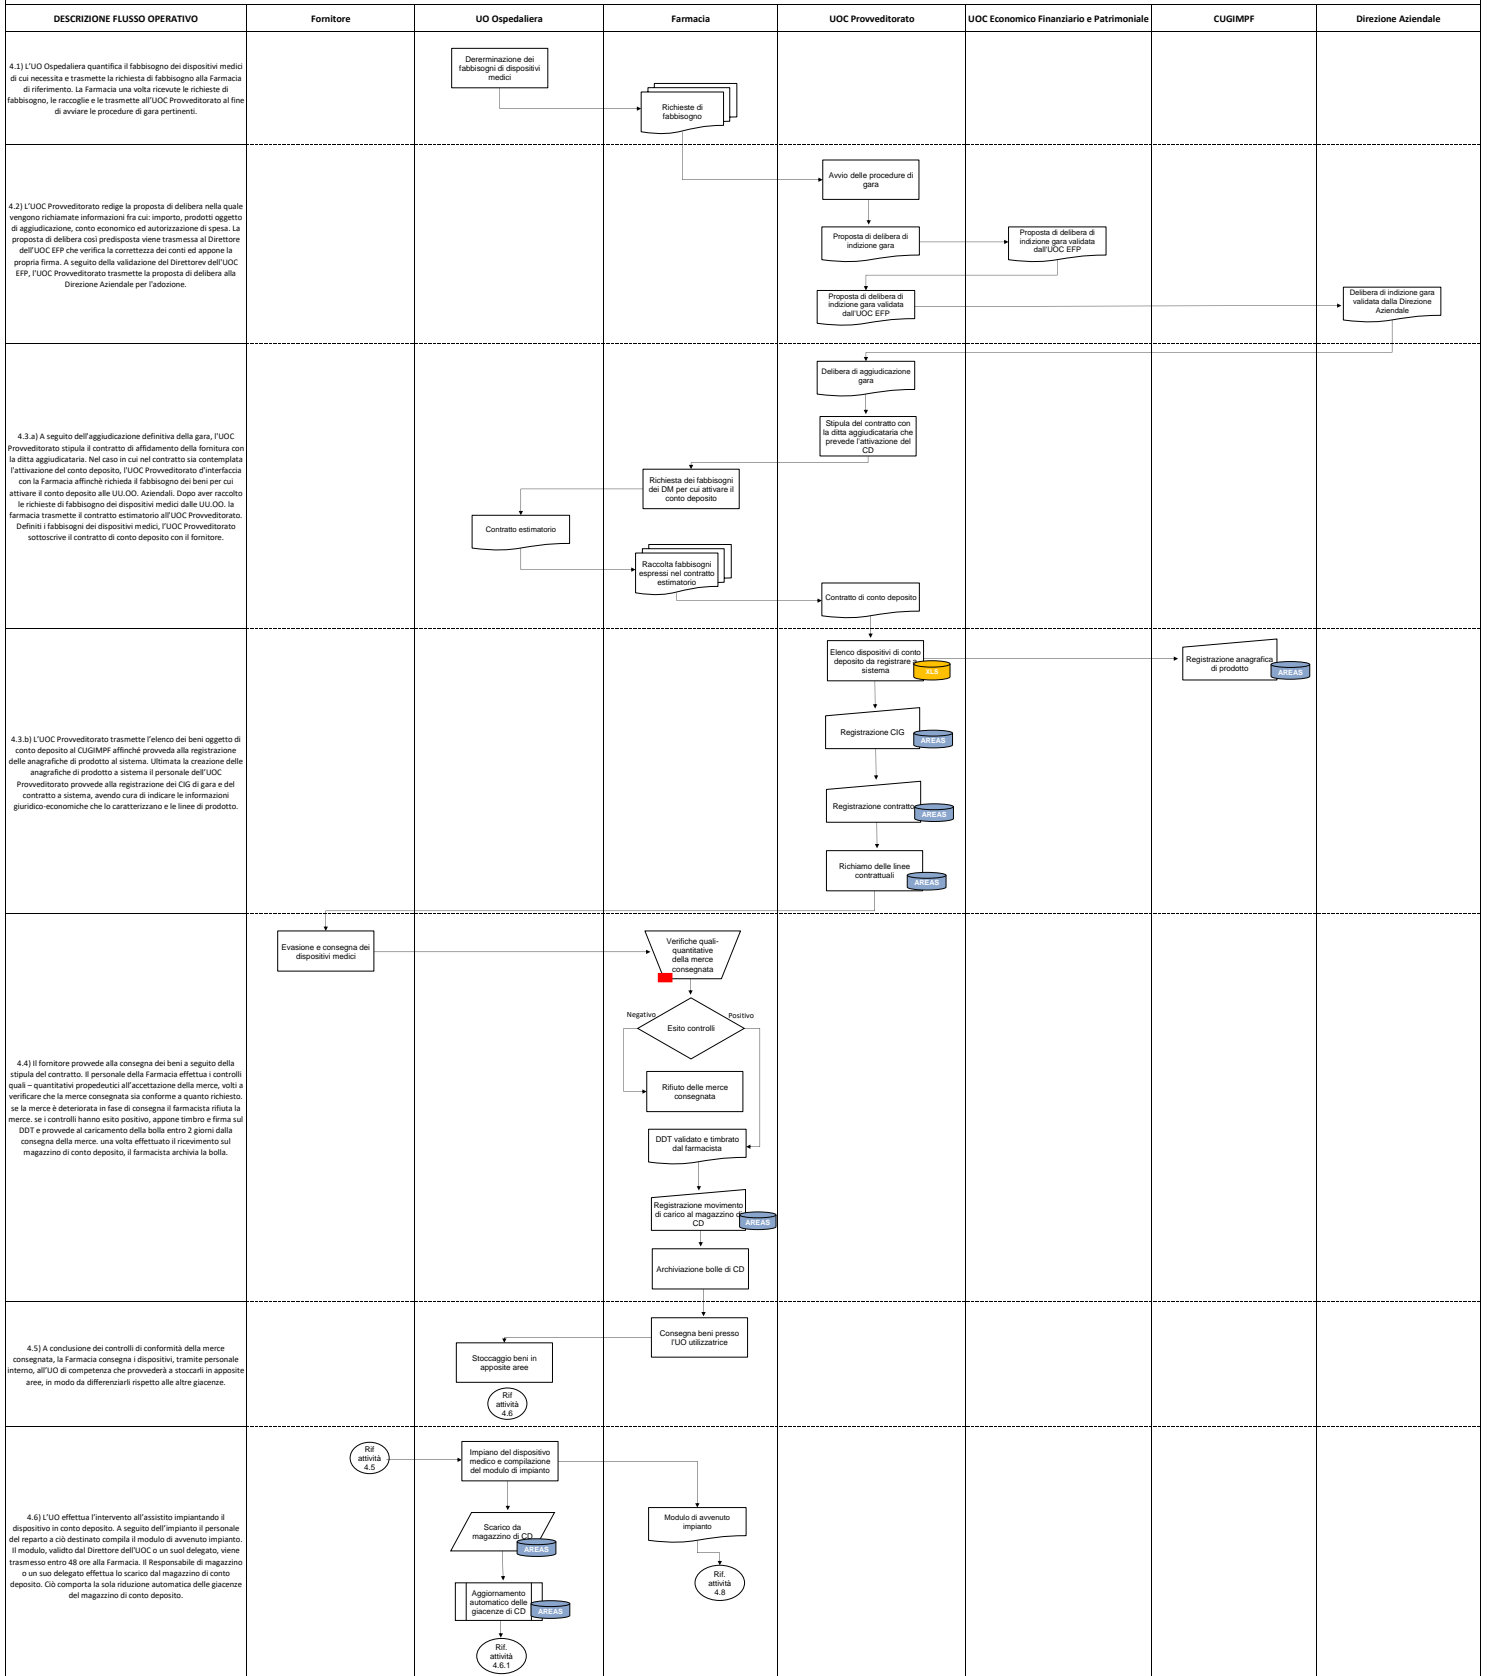 DESCRIZIONE FLUSSO OPERATIVO
Fornitore
UO Ospedaliera
Farmacia
UOC Provveditorato
UOC Economico Finanziario e Patrimoniale
CUGIMPF
Direzione Aziendale
4.1) L'UO Ospedaliera quantifica il fabbisogno dei dispositivi medici
di cui necessita e trasmette la richiesta di fabbisogno alla Farmacia
di riferimento. La Farmacia una volta ricevute le richieste di
fabbisogno, le raccoglie e le trasmette all'UOC Provveditorato al fine
di avviare le procedure di gara pertinenti.
Dererminazione dei
fabbisogni di dispositivi
medici
Richieste di
fabbisogno
4.2) L'UOC Provveditorato redige la proposta di delibera nella quale
vengono richiamate informazioni fra cui: importo, prodotti oggetto
di aggiudicazione, conto economico ed autorizzazione di spesa. La
proposta di delibera così predisposta viene trasmessa al Direttore
dell'UOC EFP che verifica la correttezza dei conti ed appone la
propria firma. A seguito della validazione del Direttorev dell'UOC
EFP, l'UOC Provveditorato trasmette la proposta di delibera alla
Direzione Aziendale per l'adozione.
Avvio delle procedure di
gara
Proposta di delibera di
indizione gara
Proposta di delibera di
indizione gara validata
dall'UOC EFP
Proposta di delibera di
indizione gara validata
dall'UOC EFP
Delibera di indizione gara
validata dalla Direzione
Aziendale
4.3.a) A seguito dell'aggiudicazione definitiva della gara, l'UOC
Provveditorato stipula il contratto di affidamento della fornitura con
la ditta aggiudicataria. Nel caso in cui nel contratto sia contemplata
l'attivazione del conto deposito, l'UOC Provveditorato d'interfaccia
con la Farmacia affinchè richieda il fabbisogno dei beni per cui
attivare il conto deposito alle UU.OO. Aziendali. Dopo aver raccolto
le richieste di fabbisogno dei dispositivi medici dalle UU.OO. la
farmacia trasmette il contratto estimatorio all'UOC Provveditorato.
Definiti i fabbisogni dei dispositivi medici, l'UOC Provveditorato
sottoscrive il contratto di conto deposito con il fornitore.
Delibera di aggiudicazione
gara
Stipula del contratto con
la ditta aggiudicataria che
prevede l'attivazione del
CD
Richiesta dei fabbisogni
dei DM per cui attivare il
conto deposito
Contratto estimatorio
Raccolta fabbisogni
espressi nel contratto
estimatorio
Contratto di conto deposito
4.3.b) L'UOC Provveditorato trasmette l'elenco dei beni oggetto di
conto deposito al CUGIMPF affinché provveda alla registrazione
delle anagrafiche di prodotto al sistema. Ultimata la creazione delle
anagrafiche di prodotto a sistema il personale dell'UOC
Provveditorato provvede alla registrazione dei CIG di gara e del
contratto a sistema, avendo cura di indicare le informazioni
giuridico-economiche che lo caratterizzano e le linee di prodotto.
Elenco dispositivi di conto
deposito da registrare a
sistema
XLS
Registrazione anagrafica
di prodotto
AREAS
Registrazione CIG
AREAS
Registrazione contratto
AREAS
Richiamo delle linee
contrattuali
AREAS
4.4) Il fornitore provvede alla consegna dei beni a seguito della
stipula del contratto. Il personale della Farmacia effettua i controlli
quali – quantitativi propedeutici all'accettazione della merce, volti a
verificare che la merce consegnata sia conforme a quanto richiesto.
se la merce è deteriorata in fase di consegna il farmacista rifiuta la
merce. se i controlli hanno esito positivo, appone timbro e firma sul
DDT e provvede al caricamento della bolla entro 2 giorni dalla
consegna della merce. una volta effettuato il ricevimento sul
magazzino di conto deposito, il farmacista archivia la bolla.
Evasione e consegna dei
dispositivi medici
Verifiche quali-
quantitative
della merce
consegnata
Negativo
Positivo
Esito controlli
Rifiuto delle merce
consegnata
DDT validato e timbrato
dal farmacista
Registrazione movimento
di carico al magazzino di
CD
AREAS
Archiviazione bolle di CD
4.5) A conclusione dei controlli di conformità della merce
consegnata, la Farmacia consegna i dispositivi, tramite personale
interno, all'UO di competenza che provvederà a stoccarli in apposite
aree, in modo da differenziarli rispetto alle altre giacenze.
Consegna beni presso
l'UO utilizzatrice
Stoccaggio beni in
apposite aree
Rif
attività
4.6
4.6) L'UO effettua l'intervento all'assistito impiantando il
dispositivo in conto deposito. A seguito dell'impianto il personale
del reparto a ciò destinato compila il modulo di avvenuto impianto.
Il modulo, validto dal Direttore dell'UOC o un suol delegato, viene
trasmesso entro 48 ore alla Farmacia. Il Responsabile di magazzino
o un suo delegato effettua lo scarico dal magazzino di conto
deposito. Ciò comporta la sola riduzione automatica delle giacenze
del magazzino di conto deposito.
Rif
attività
4.5
Impiano del dispositivo
medico e compilazione
del modulo di impianto
Scarico da
magazzino di CD
AREAS
Modulo di avvenuto
impianto
Rif.
attività
4.8
Aggiornamento
automatico delle
giacenze di CD
AREAS
Rif.
attività
4.6.1